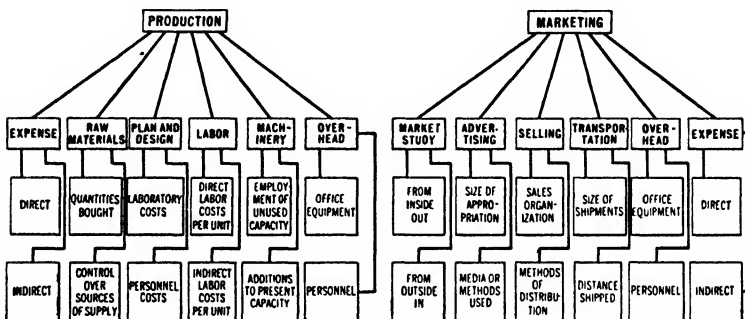 PRODUCTION
MARKETING
EXPENSE
RAW
MATERIALS
PLAN AND
DESIGN
LABOR
MACH-
INERY
OVER-
HEAD
MARKET
STUDY
ADVER-
TISING
SELLING
TRANSPOR-
TATION
OVER-
HEAD
EXPENSE
DIRECT
QUANTITIES
BOUGHT
LABORATORY
COSTS
DIRECT
LABOR
COSTS
PER UNIT
EMPLOY-
MENT OF
UNUSED
CAPACITY
OFFICE
EQUIPMENT
FROM
INSIDE
OUT
SIZE OF
APPRO-
PRIATION
SALES
ORGAN-
IZATION
SIZE OF
SHIPMENTS
OFFICE
EQUIPMENT
DIRECT
INDIRECT
CONTROL
OVER
SOURCES
OF SUPPLY
PERSONNEL
COSTS
INDIRECT
LABOR
COSTS
PER UNIT
ADDITIONS
TO PRESENT
CAPACITY
PERSONNEL
FROM
OUTSIDE
IN
MEDIA OR
METHODS
USED
METHODS
OF
DISTRIBU-
TION
DISTANCE
SHIPPED
PERSONNEL
INDIRECT